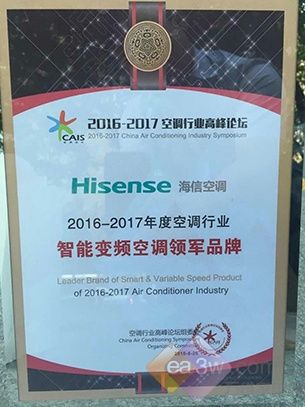 2016-2017 空调行业高峰论坛
CAIS
2016-2017 China Air Conditioning Industry Symposium
Hisense 海信空调
2016-2017年度空调行业
智能变频空调领军品牌
Leader Brand of Smart & Variable Speed Product
of 2016-2017 Air Conditioner Industry
空调行业高峰论坛组委会
China Air Conditioning Symposium
Organizing Committee
ea3w.com